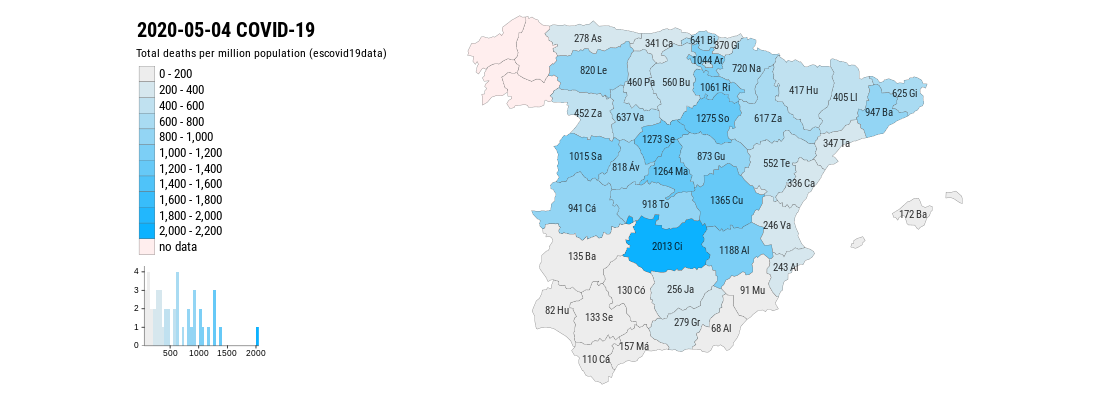 2020-05-04 COVID-19
Total deaths per million population (escovid19data)
0 - 200
200 - 400
400 - 600
600 - 800
800 - 1,000
1,000 - 1,200
1,200 - 1,400
1,400 - 1,600
1,600 - 1,800
1,800 - 2,000
2,000 - 2,200
no data
4
3
2
1
0
500
1000
1500
2000
278 As
341 Ca
641 Bi
370 Gi
1044 Ar
720 Na
820 Le
460 Pa
560 Bu
1061 Ri
417 Hu
405 Ll
625 Gi
947 Ba
452 Za
637 Va
1275 So
617 Za
347 Ta
1273 Se
1015 Sa
818 Áv
1264 Ma
873 Gu
552 Te
336 Ca
941 Cá
918 To
1365 Cu
246 Va
172 Ba
2013 Ci
1188 Al
135 Ba
243 Al
130 Có
256 Ja
91 Mu
82 Hu
133 Se
279 Gr
68 Al
157 Má
110 Cá